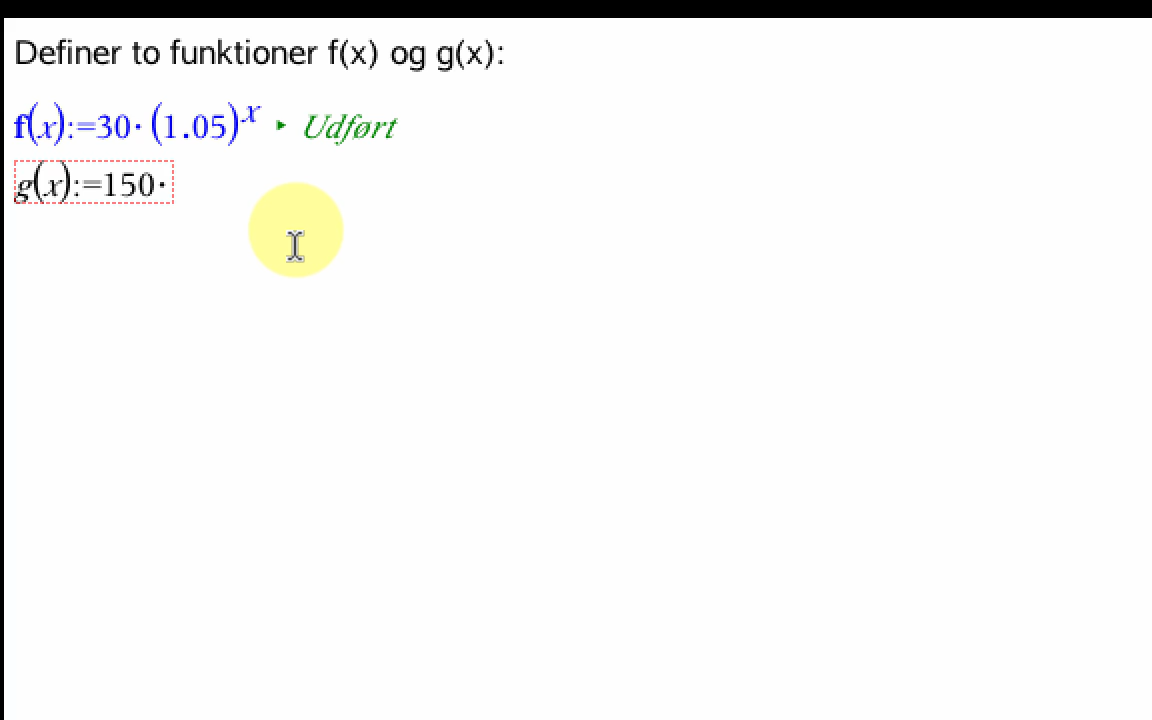 Definer to funktioner f(x) og g(x):
f(x):=30·(1.05)^x ▸ Udført
g(x):=150·